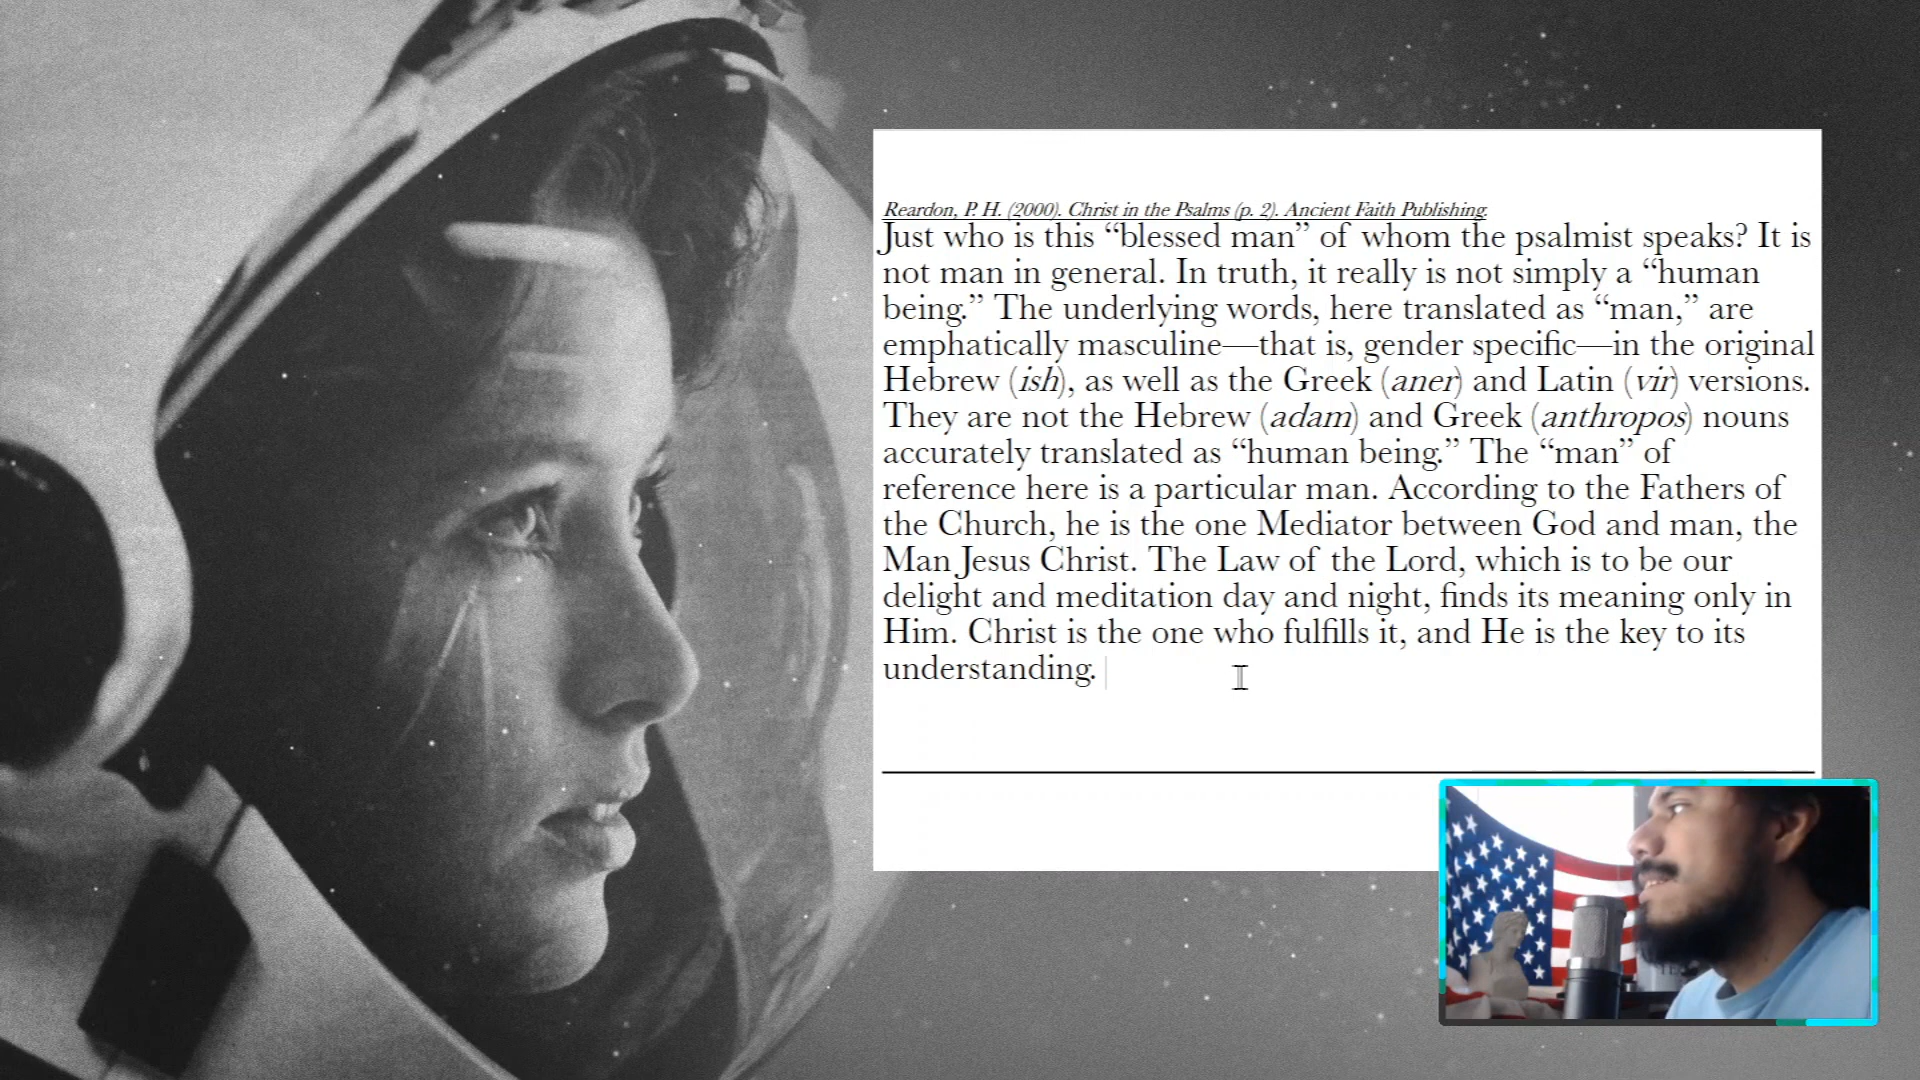 Reardon, P. H. (2000). Christ in the Psalms (p. 2). Ancient Faith Publishing.
Just who is this “blessed man” of whom the psalmist speaks? It is
not man in general. In truth, it really is not simply a “human
being.” The underlying words, here translated as “man,” are
emphatically masculine—that is, gender specific—in the original
Hebrew (ish), as well as the Greek (aner) and Latin (vir) versions.
They are not the Hebrew (adam) and Greek (anthropos) nouns
accurately translated as “human being.” The “man” of
reference here is a particular man. According to the Fathers of
the Church, he is the one Mediator between God and man, the
Man Jesus Christ. The Law of the Lord, which is to be our
delight and meditation day and night, finds its meaning only in
Him. Christ is the one who fulfills it, and He is the key to its
understanding.